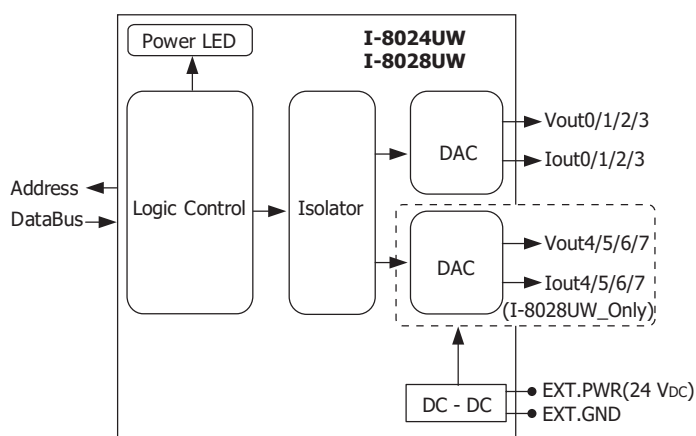 Power LED
I-8024UW
I-8028UW
Vout0/1/2/3
DAC
Iout0/1/2/3
Address
DataBus
Logic Control
Isolator
Vout4/5/6/7
DAC
Iout4/5/6/7
(I-8028UW_Only)
DC - DC
EXT.PWR(24 VDC)
EXT.GND